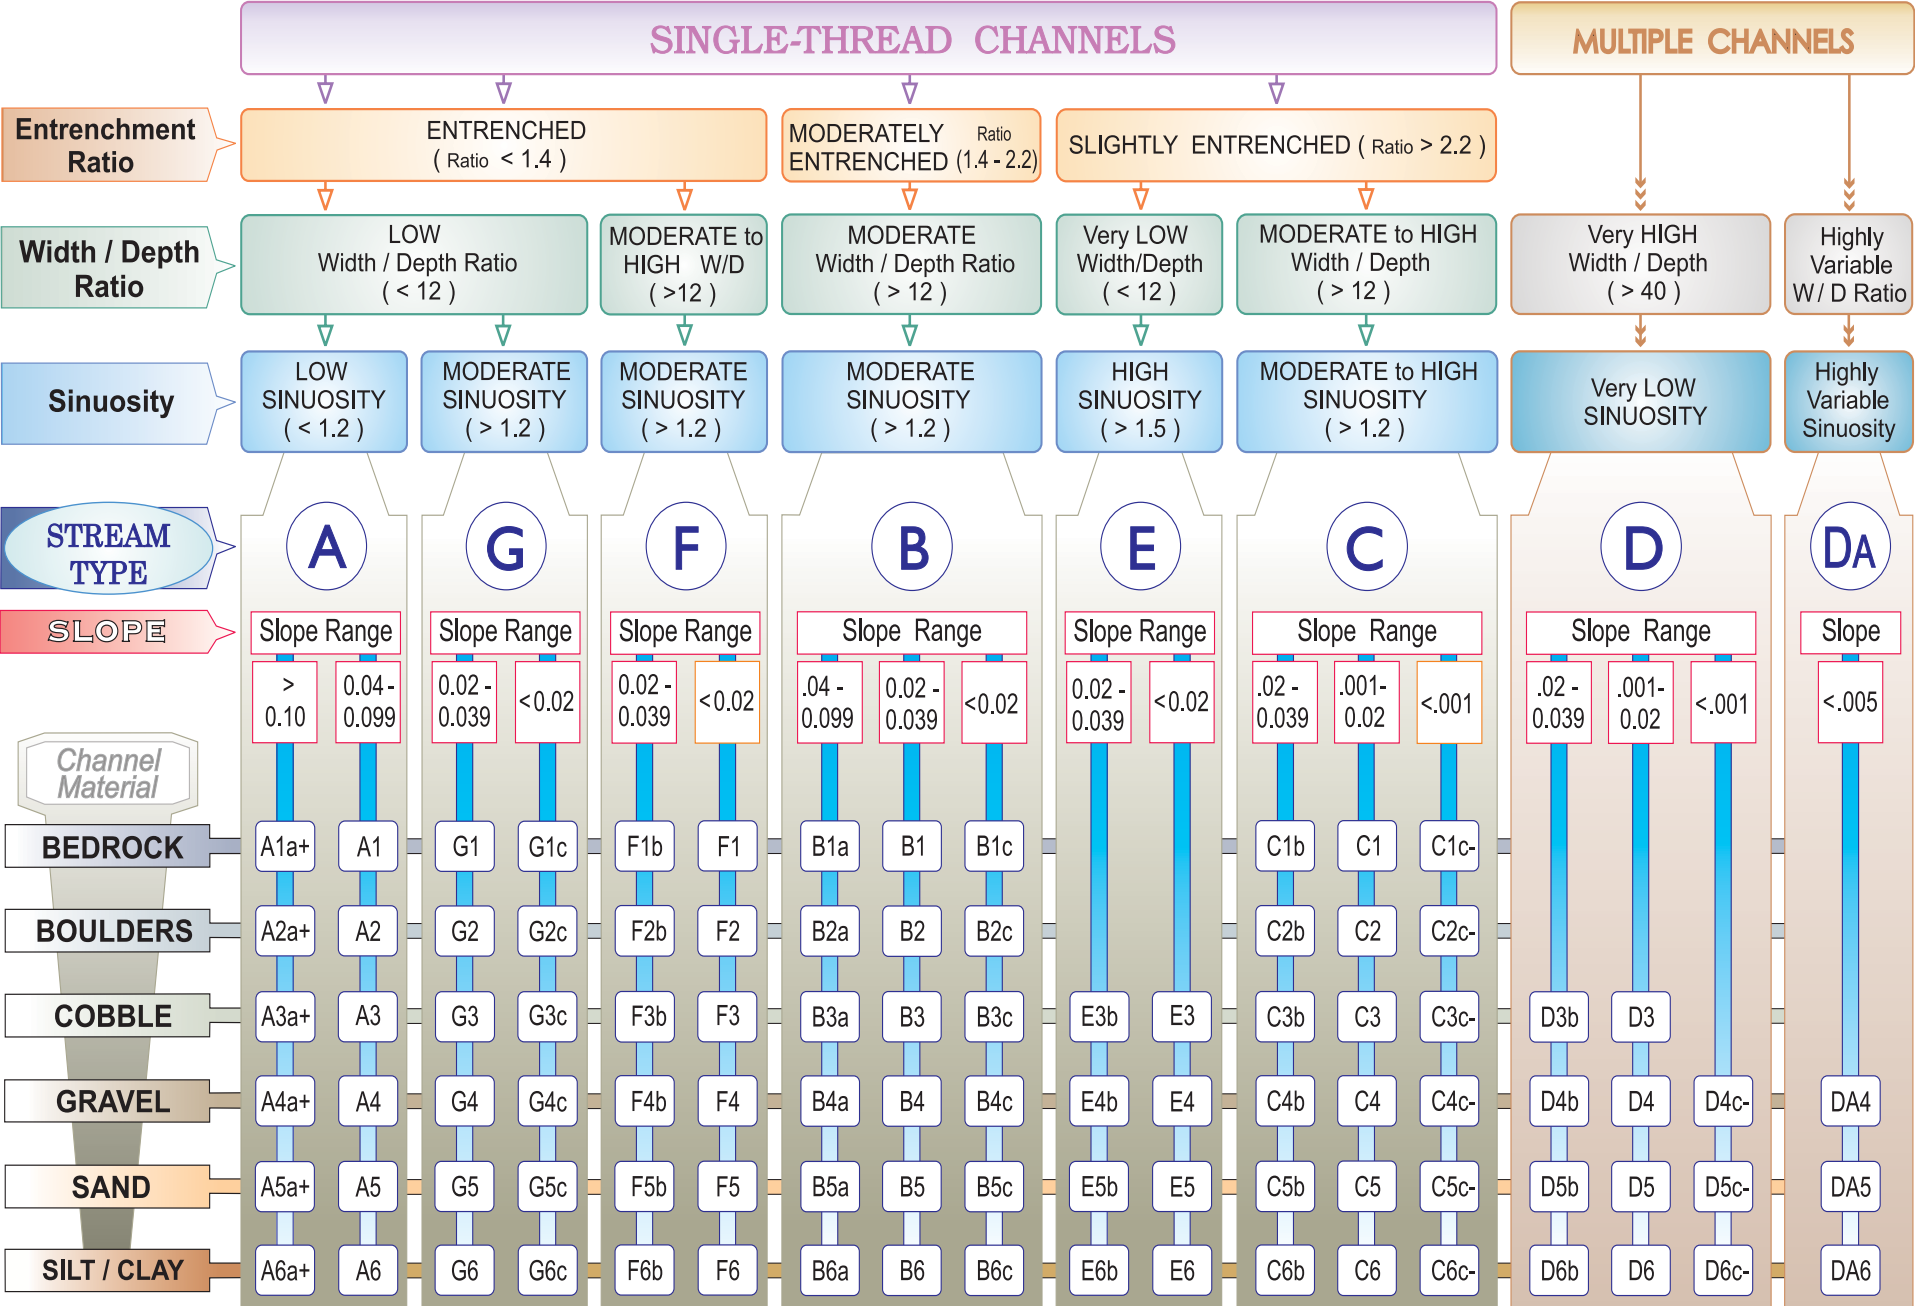 SINGLE-THREAD CHANNELS
MULTIPLE CHANNELS
Entrenchment
Ratio
ENTRENCHED
( Ratio < 1.4 )
MODERATELY Ratio
ENTRENCHED (1.4 - 2.2)
SLIGHTLY ENTRENCHED ( Ratio > 2.2 )
Width / Depth
Ratio
LOW
Width / Depth Ratio
( < 12 )
MODERATE to
HIGH W/D
( >12 )
MODERATE
Width / Depth Ratio
( > 12 )
Very LOW
Width/Depth
( < 12 )
MODERATE to HIGH
Width / Depth
( > 12 )
Very HIGH
Width / Depth
( > 40 )
Highly
Variable
W / D Ratio
Sinuosity
LOW
SINUOSITY
( < 1.2 )
MODERATE
SINUOSITY
( > 1.2 )
MODERATE
SINUOSITY
( > 1.2 )
MODERATE
SINUOSITY
( > 1.2 )
HIGH
SINUOSITY
( > 1.5 )
MODERATE to HIGH
SINUOSITY
( > 1.2 )
Very LOW
SINUOSITY
Highly
Variable
Sinuosity
STREAM
TYPE
A G F B E C D DA
SLOPE
Slope Range Slope Range Slope Range Slope Range Slope Range Slope Range Slope Range Slope
>
0.10
0.04 -
0.099
0.02 -
0.039
<0.02
0.02 -
0.039
<0.02
.04 -
0.099
0.02 -
0.039
<0.02
0.02 -
0.039
<0.02
.02 -
0.039
.001-
0.02
<.001
.02 -
0.039
.001-
0.02
<.001
<.005
Channel
Material
BEDROCK A1a+ A1 G1 G1c F1b F1 B1a B1 B1c C1b C1 C1c-
BOULDERS A2a+ A2 G2 G2c F2b F2 B2a B2 B2c C2b C2 C2c-
COBBLE A3a+ A3 G3 G3c F3b F3 B3a B3 B3c E3b E3 C3b C3 C3c- D3b D3
GRAVEL A4a+ A4 G4 G4c F4b F4 B4a B4 B4c E4b E4 C4b C4 C4c- D4b D4 D4c- DA4
SAND A5a+ A5 G5 G5c F5b F5 B5a B5 B5c E5b E5 C5b C5 C5c- D5b D5 D5c- DA5
SILT / CLAY A6a+ A6 G6 G6c F6b F6 B6a B6 B6c E6b E6 C6b C6 C6c- D6b D6 D6c- DA6